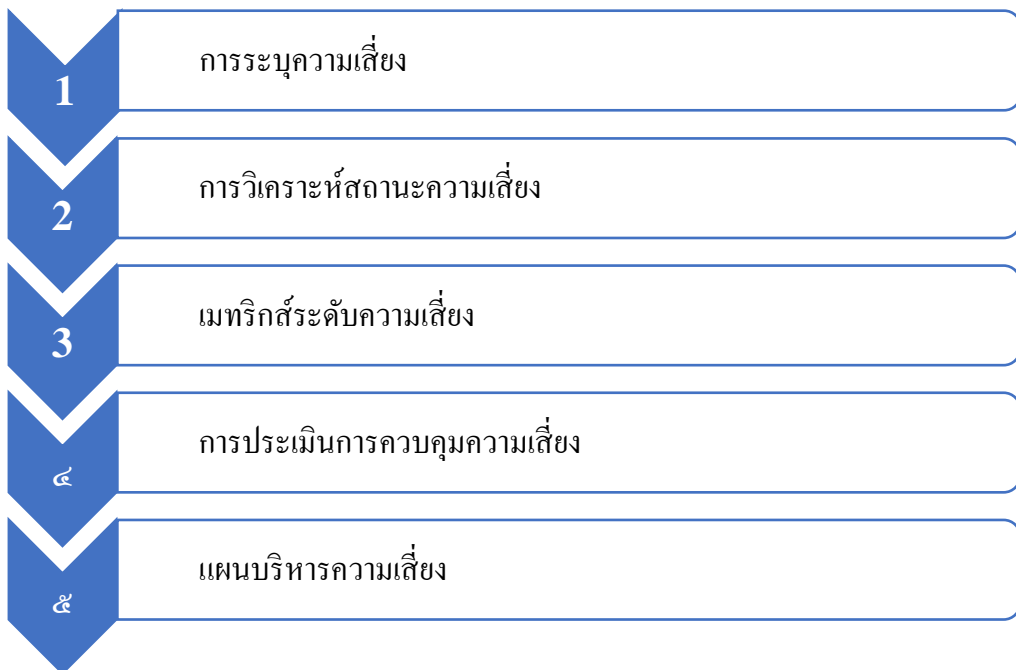 1
การระบุความเสี่ยง
2
การวิเคราะห์สถานะความเสี่ยง
3
เมทริกส์ระดับความเสี่ยง
๔
การประเมินการควบคุมความเสี่ยง
๕
แผนบริหารความเสี่ยง